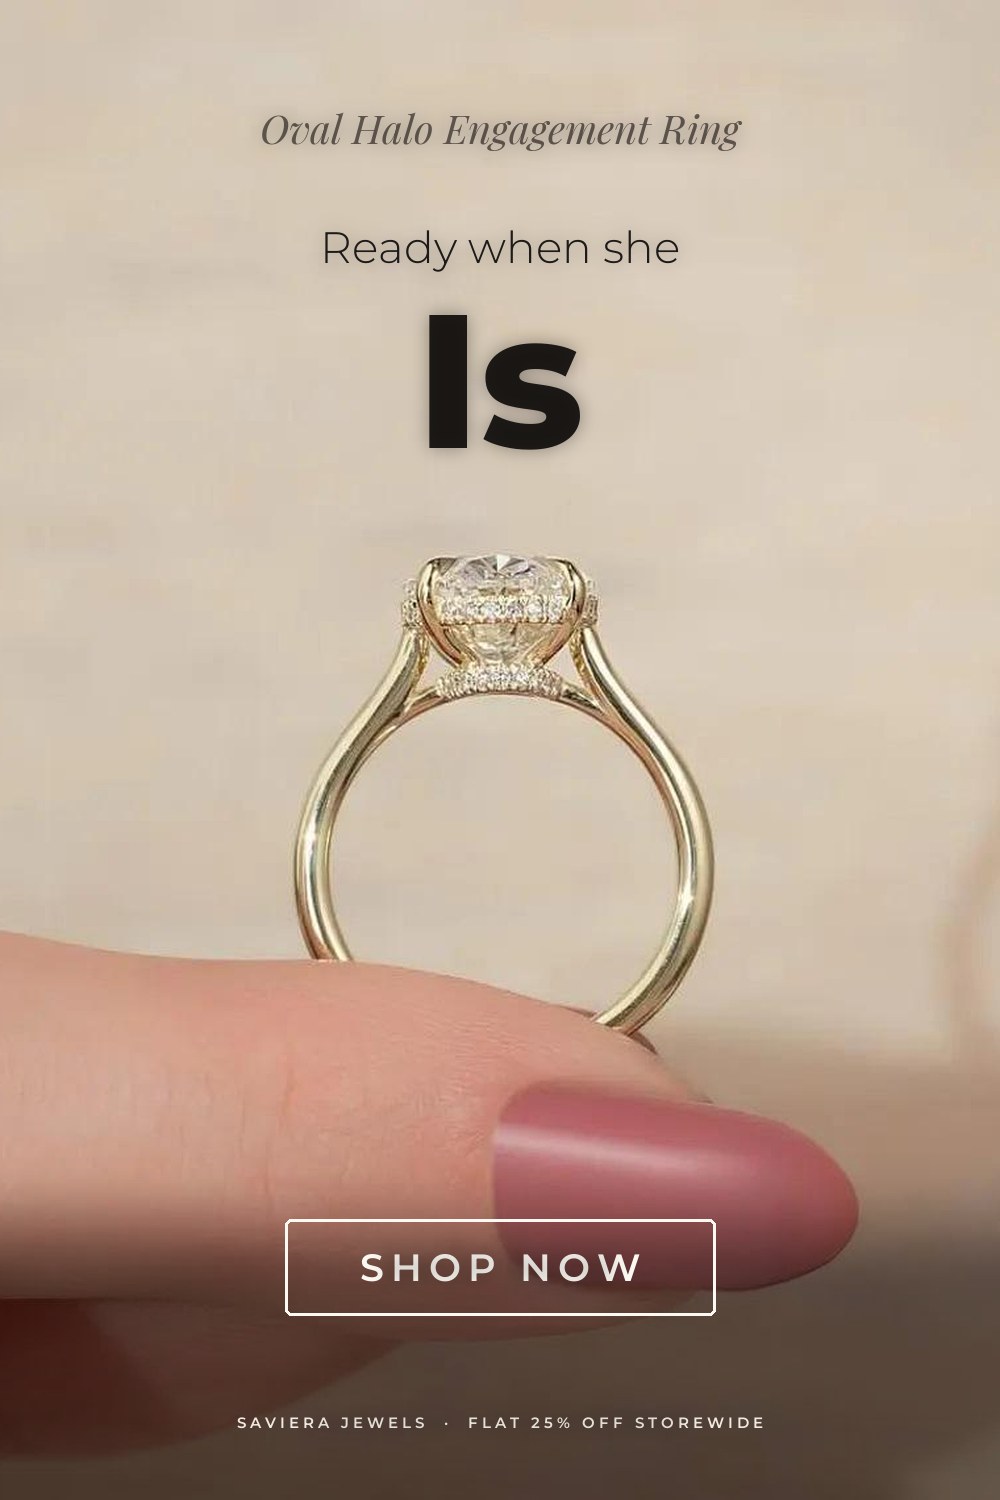 Oval Halo Engagement Ring
Ready when she
Is
SHOP NOW
SAVIERA JEWELS · FLAT 25% OFF STOREWIDE